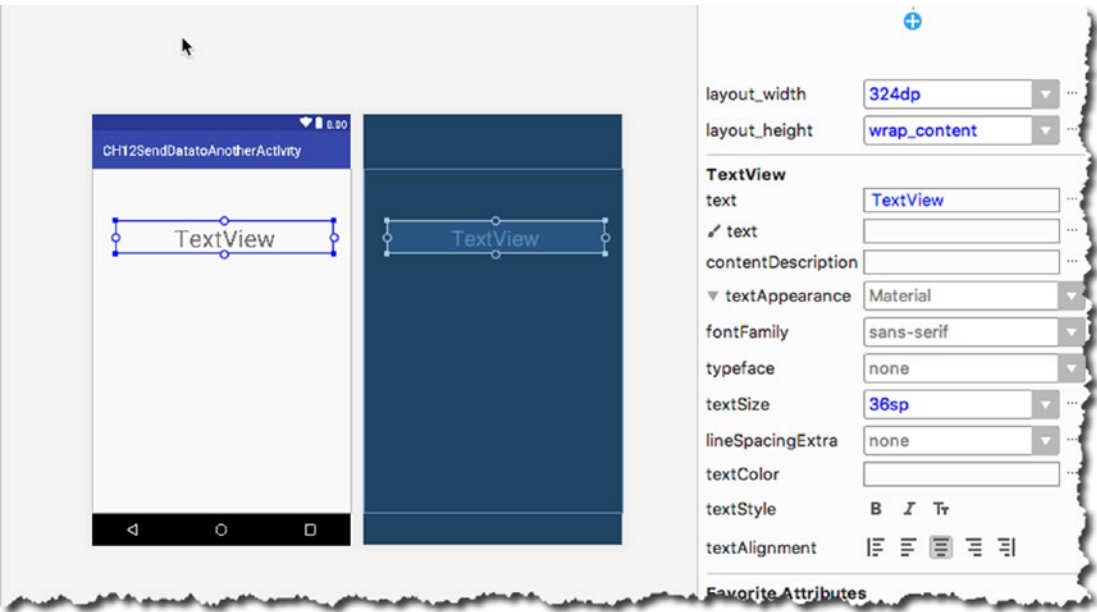 8:00
CH12SendDatatoAnotherActivity
TextView
TextView
layout_width 324dp
layout_height wrap_content
TextView
text TextView
text
contentDescription
textAppearance Material
fontFamily sans-serif
typeface none
textSize 36sp
lineSpacingExtra none
textColor
textStyle B I Tт
textAlignment
Favorite Attributes